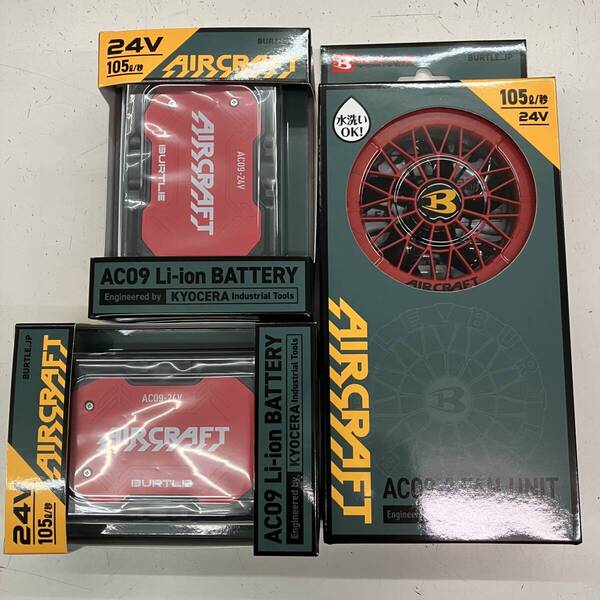 24V
105ℓ/秒
AIRCRAFT
BURTLE.JP
AIRCRAFT
BURTLE
AC09-24V
AC09 Li-ion BATTERY
Engineered by KYOCERA Industrial Tools
24V
105ℓ/秒
AIRCRAFT
BURTLE.JP
AC09-24V
AIRCRAFT
BURTLE
AC09 Li-ion BATTERY
Engineered by KYOCERA Industrial Tools
B
BURTLE.JP
水洗い
OK!
105ℓ/秒
24V
B
AIRCRAFT
AIRCRAFT
B
FAN UNIT